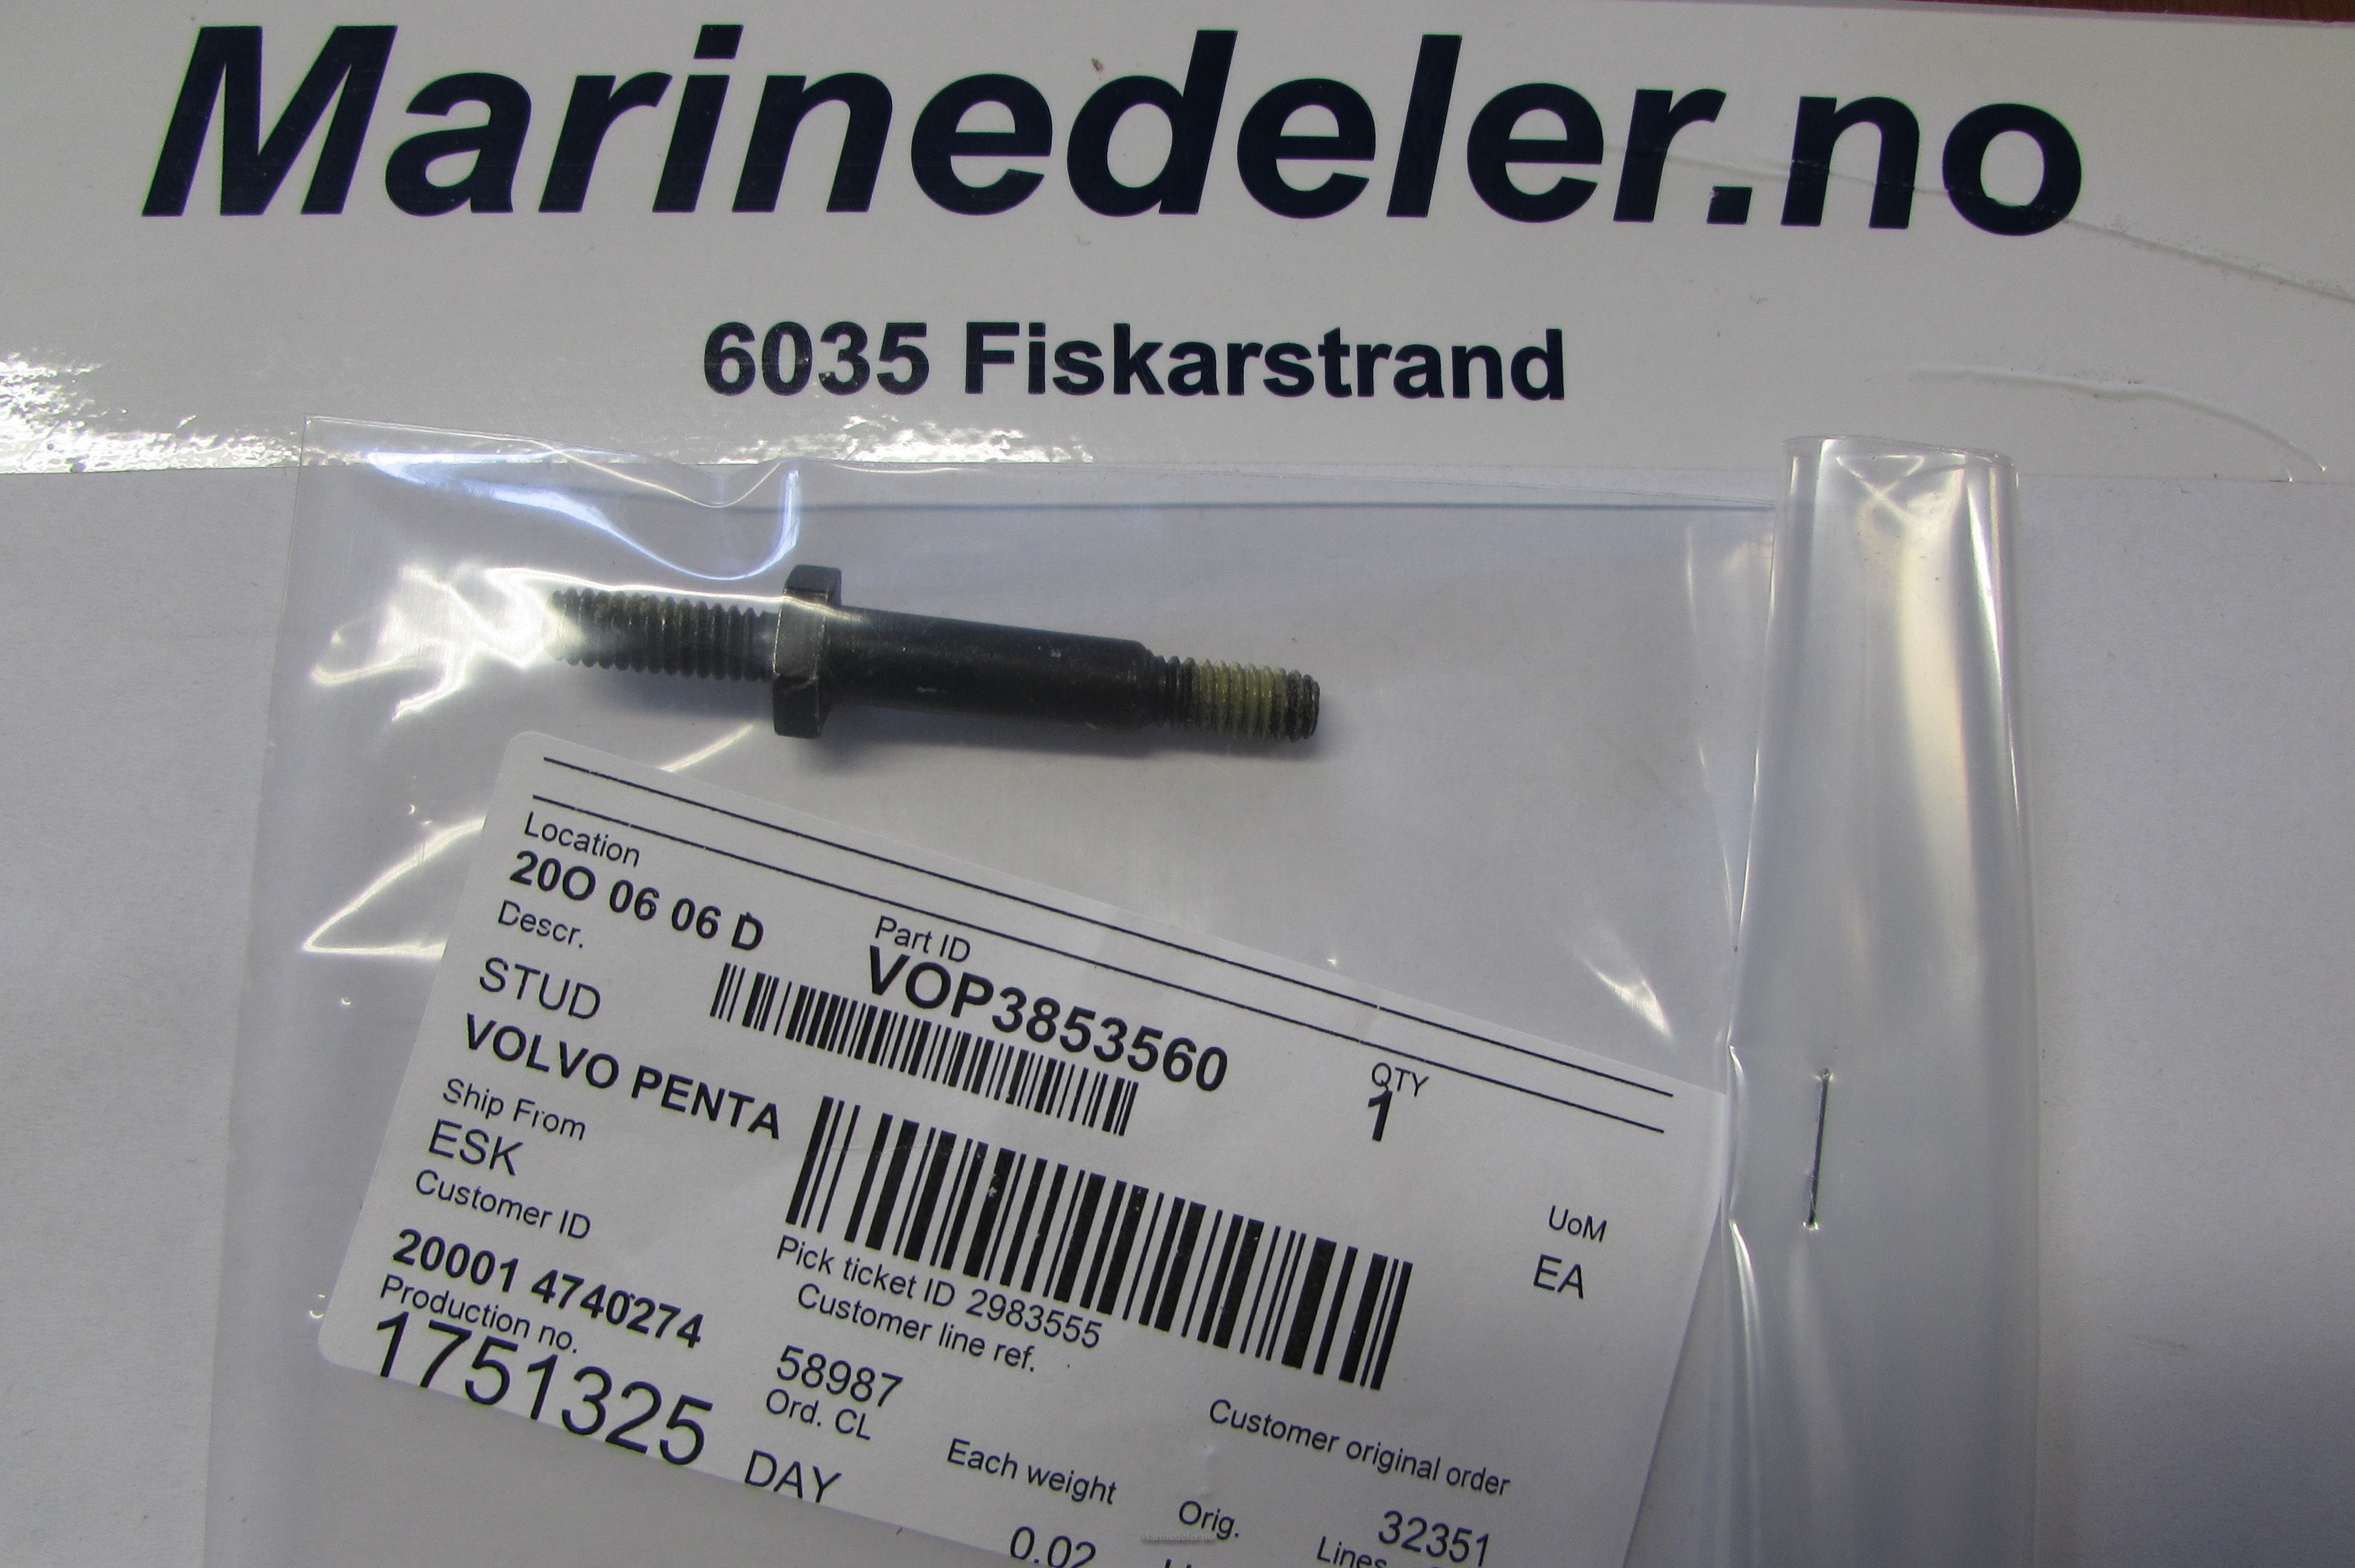 Marinedeler.no
6035 Fiskarstrand
Location
20O 06 06 D
Part ID
VOP3853560
QTY
1
Descr.
STUD
VOLVO PENTA
UoM
EA
Ship From
ESK
Customer ID
20001 4740274
Pick ticket ID 2983555
Customer line ref.
58987
Production no.
1751325
Ord. CL
DAY
Each weight
0.02
Orig.
Customer original order
32351
Lines